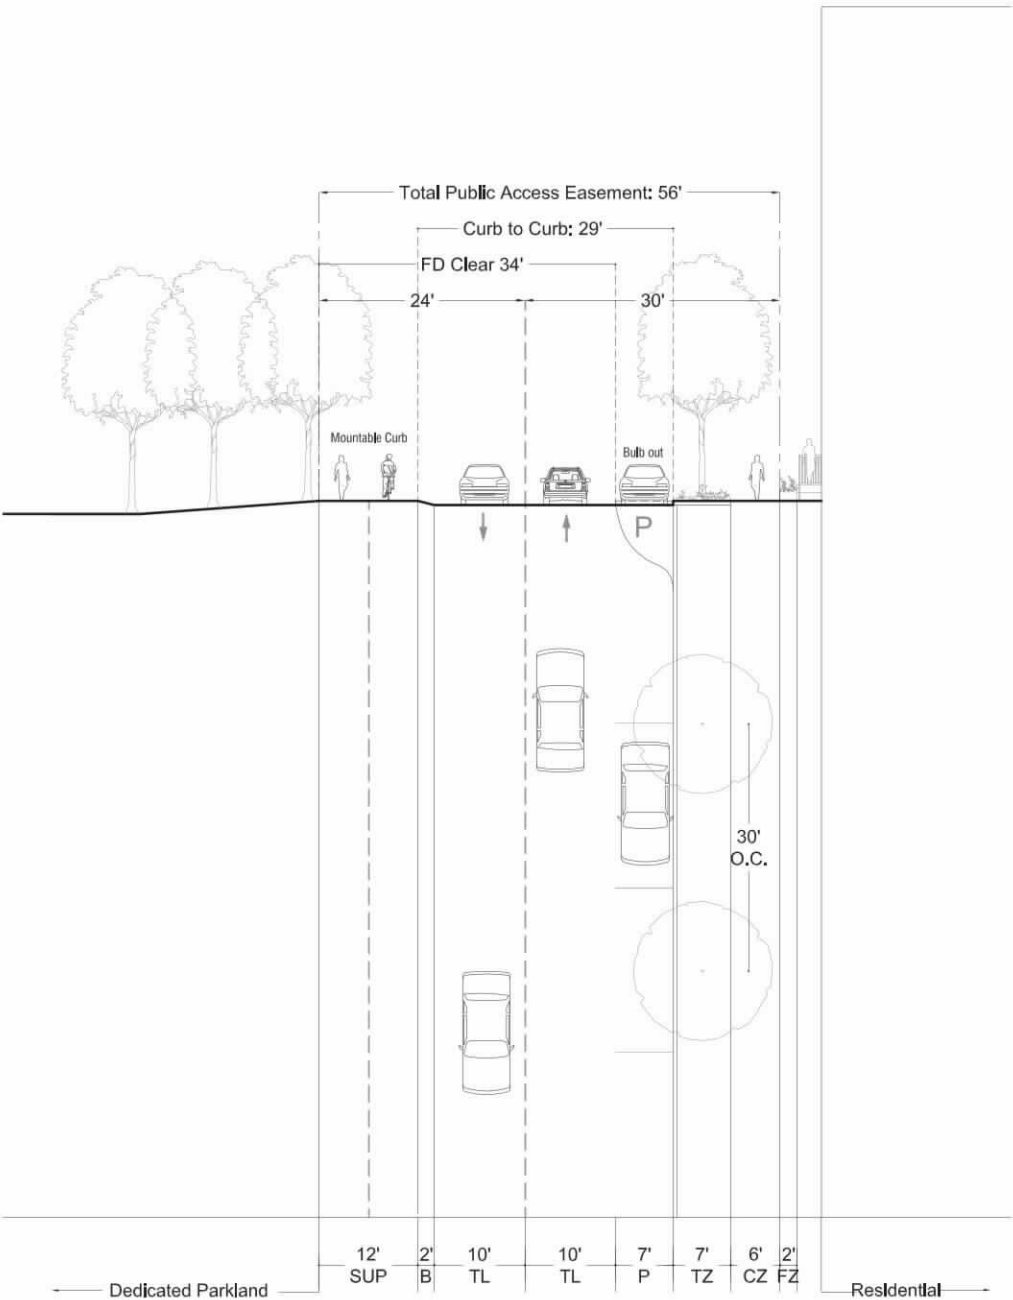 Total Public Access Easement: 56'
Curb to Curb: 29'
FD Clear 34'
24'
30'
Mountable Curb
Bulb out
P
30'
O.C.
12' 2' 10' 10' 7' 7' 6' 2'
SUP B TL TL P TZ CZ FZ
Dedicated Parkland
Residential